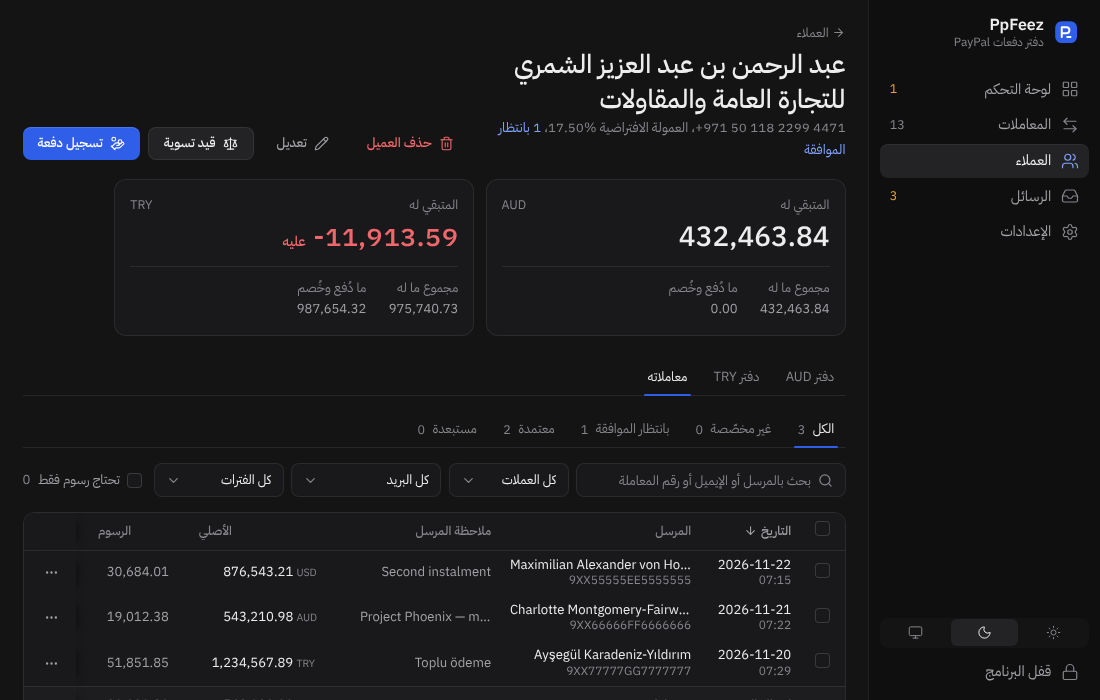 PpFeez
دفتر دفعات PayPal
لوحة التحكم 1
المعاملات 13
العملاء
الرسائل 3
الإعدادات
قفل البرنامج
→ العملاء
عبد الرحمن بن عبد العزيز الشمري
للتجارة العامة والمقاولات
+971 50 118 2299 4471، العمولة الافتراضية 17.50%، 1 بانتظار
الموافقة
حذف العميل
تعديل
قيد تسوية
تسجيل دفعة
المتبقي له AUD
432,463.84
مجموع ما له ما دُفع وخُصم
432,463.84 0.00
المتبقي له TRY
-11,913.59 عليه
مجموع ما له ما دُفع وخُصم
975,740.73 987,654.32
دفتر AUD دفتر TRY معاملاته
الكل 3 غير مخصّصة 0 بانتظار الموافقة 1 معتمدة 2 مستبعدة 0
بحث بالمرسل أو الإيميل أو رقم المعاملة كل العملات كل البريد كل الفترات تحتاج رسوم فقط 0
التاريخ ↓ المرسل ملاحظة المرسل الأصلي الرسوم
2026-11-22 Maximilian Alexander von Ho... Second instalment 876,543.21 USD 30,684.01 ...
07:15 9XX55555EE5555555
2026-11-21 Charlotte Montgomery-Fairw... Project Phoenix — m... 543,210.98 AUD 19,012.38 ...
07:22 9XX66666FF6666666
2026-11-20 Ayşegül Karadeniz-Yıldırım Toplu ödeme 1,234,567.89 TRY 51,851.85 ...
07:29 9XX77777GG7777777